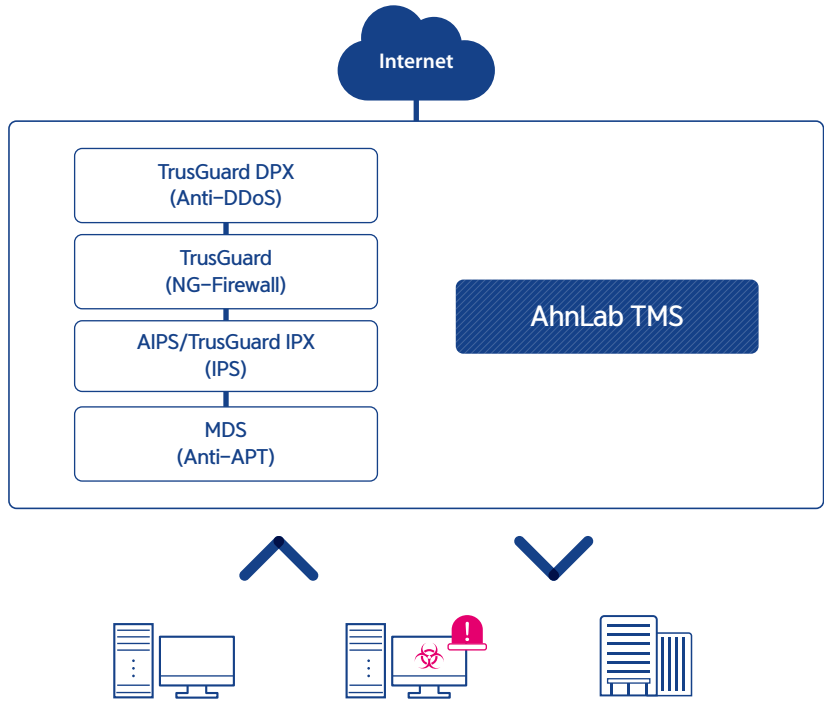 Internet
TrusGuard DPX
(Anti-DDoS)
TrusGuard
(NG-Firewall)
AIPS/TrusGuard IPX
(IPS)
MDS
(Anti-APT)
AhnLab TMS
!